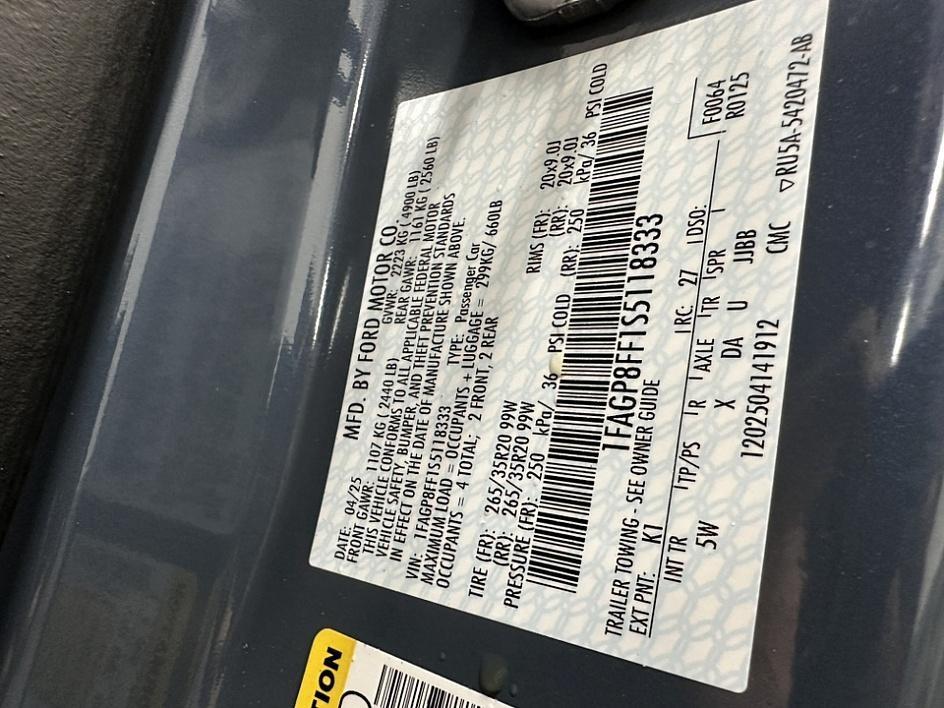 MFD. BY FORD MOTOR CO.
DATE: 04/25 GVWR: 2223 KG ( 4900 LB)
FRONT GAWR: 1107 KG ( 2440 LB) REAR GAWR: 1161 KG ( 2560 LB)
THIS VEHICLE CONFORMS TO ALL APPLICABLE FEDERAL MOTOR
VEHICLE SAFETY, BUMPER, AND THEFT PREVENTION STANDARDS
IN EFFECT ON THE DATE OF MANUFACTURE SHOWN ABOVE.
VIN: 1FAGP8FF1S5118333 TYPE: Passenger Car
MAXIMUM LOAD = OCCUPANTS + LUGGAGE = 299KG/ 660LB
OCCUPANTS = 4 TOTAL; 2 FRONT, 2 REAR
TIRE (FR): 265/35R20 99W RIMS (FR): 20x9.0J
(RR): 265/35R20 99W (RR): 20x9.0J
PRESSURE (FR): 250 kPa/ 36 PSI COLD (RR): 250 kPa/ 36 PSI COLD
1FAGP8FF1S5118333
TRAILER TOWING - SEE OWNER GUIDE
F0064
EXT PNT: K1 RC: 27 DSO: R0125
INT TR TP/PS R AXLE TR SPR
5W X DA U JJBB
1202504141912 CMC ▽RU5A-5420472-AB
TION